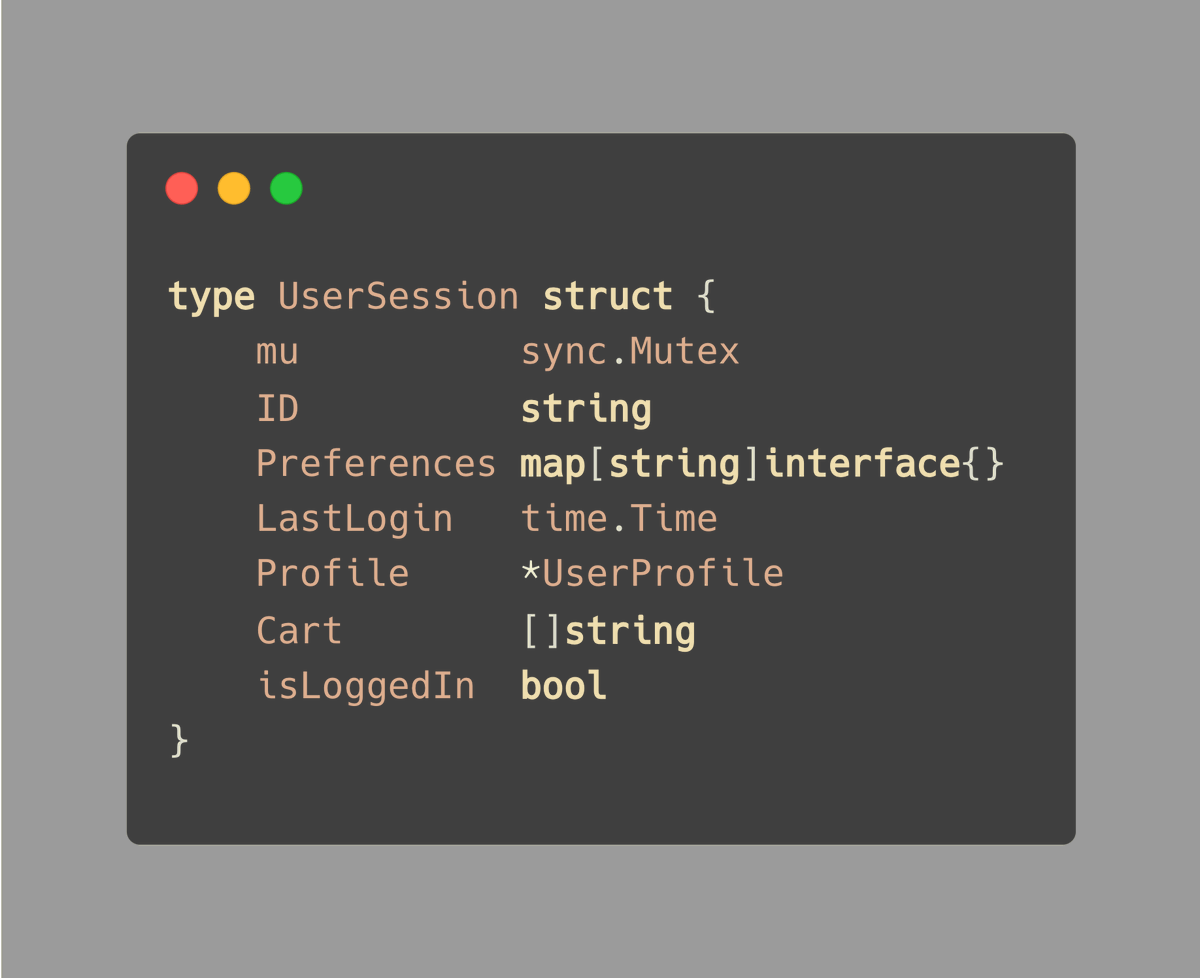 type UserSession struct {
    mu          sync.Mutex
    ID          string
    Preferences map[string]interface{}
    LastLogin   time.Time
    Profile     *UserProfile
    Cart        []string
    isLoggedIn  bool
}